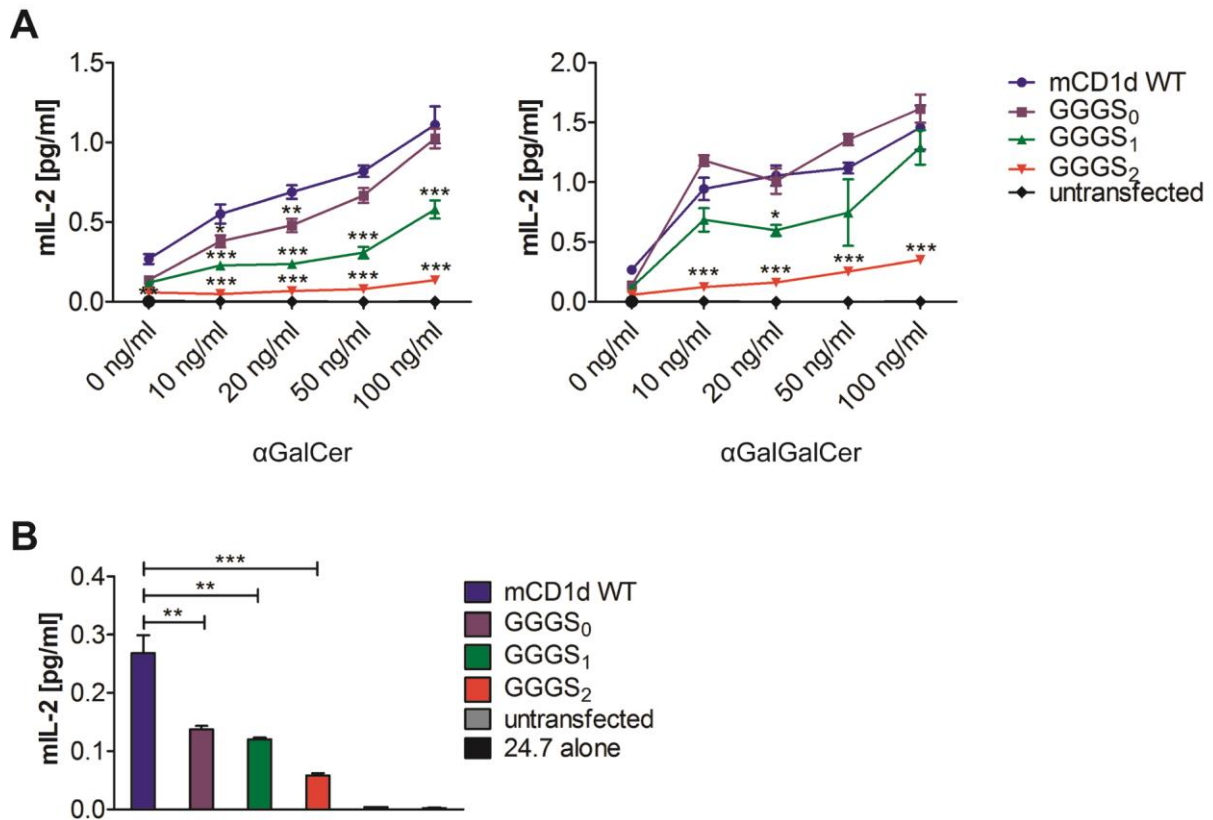 A
mIL-2 [pg/ml]
1.5
1.0
0.5
0.0
* ** *** *** *** *** *** *** *** *** **
0 ng/ml
10 ng/ml
20 ng/ml
50 ng/ml
100 ng/ml
αGalCer
mIL-2 [pg/ml]
2.0
1.5
1.0
0.5
0.0
* *** *** *** ***
0 ng/ml
10 ng/ml
20 ng/ml
50 ng/ml
100 ng/ml
αGalGalCer
mCD1d WT
GGGS₀
GGGS₁
GGGS₂
untransfected
B
mIL-2 [pg/ml]
0.4
0.3
0.2
0.1
0.0
***
**
**
mCD1d WT
GGGS₀
GGGS₁
GGGS₂
untransfected
24.7 alone